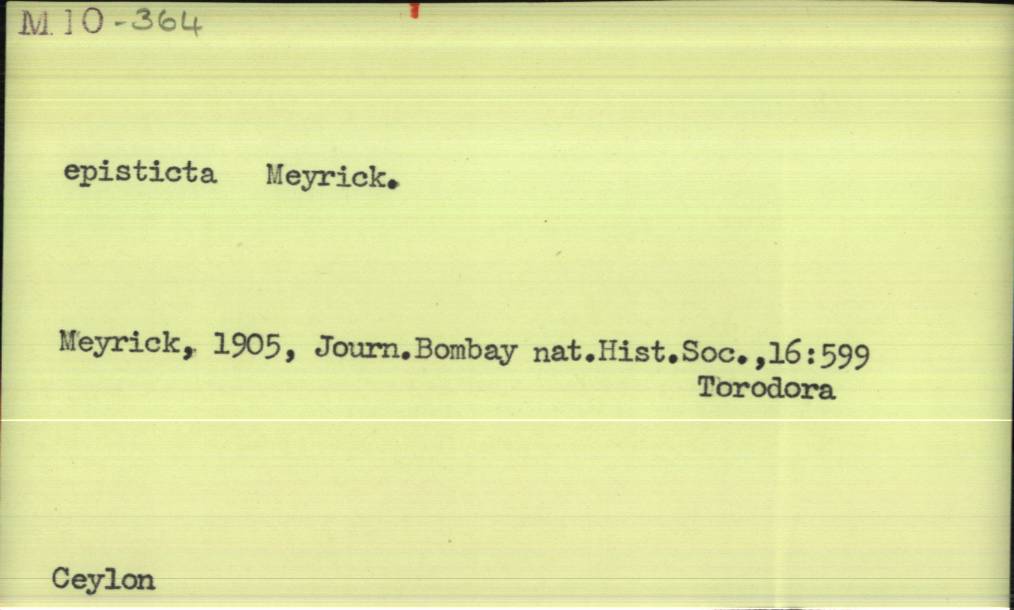 M 10-364
episticta Meyrick.
Meyrick, 1905, Journ.Bombay nat.Hist.Soc.,16:599
Torodora
Ceylon